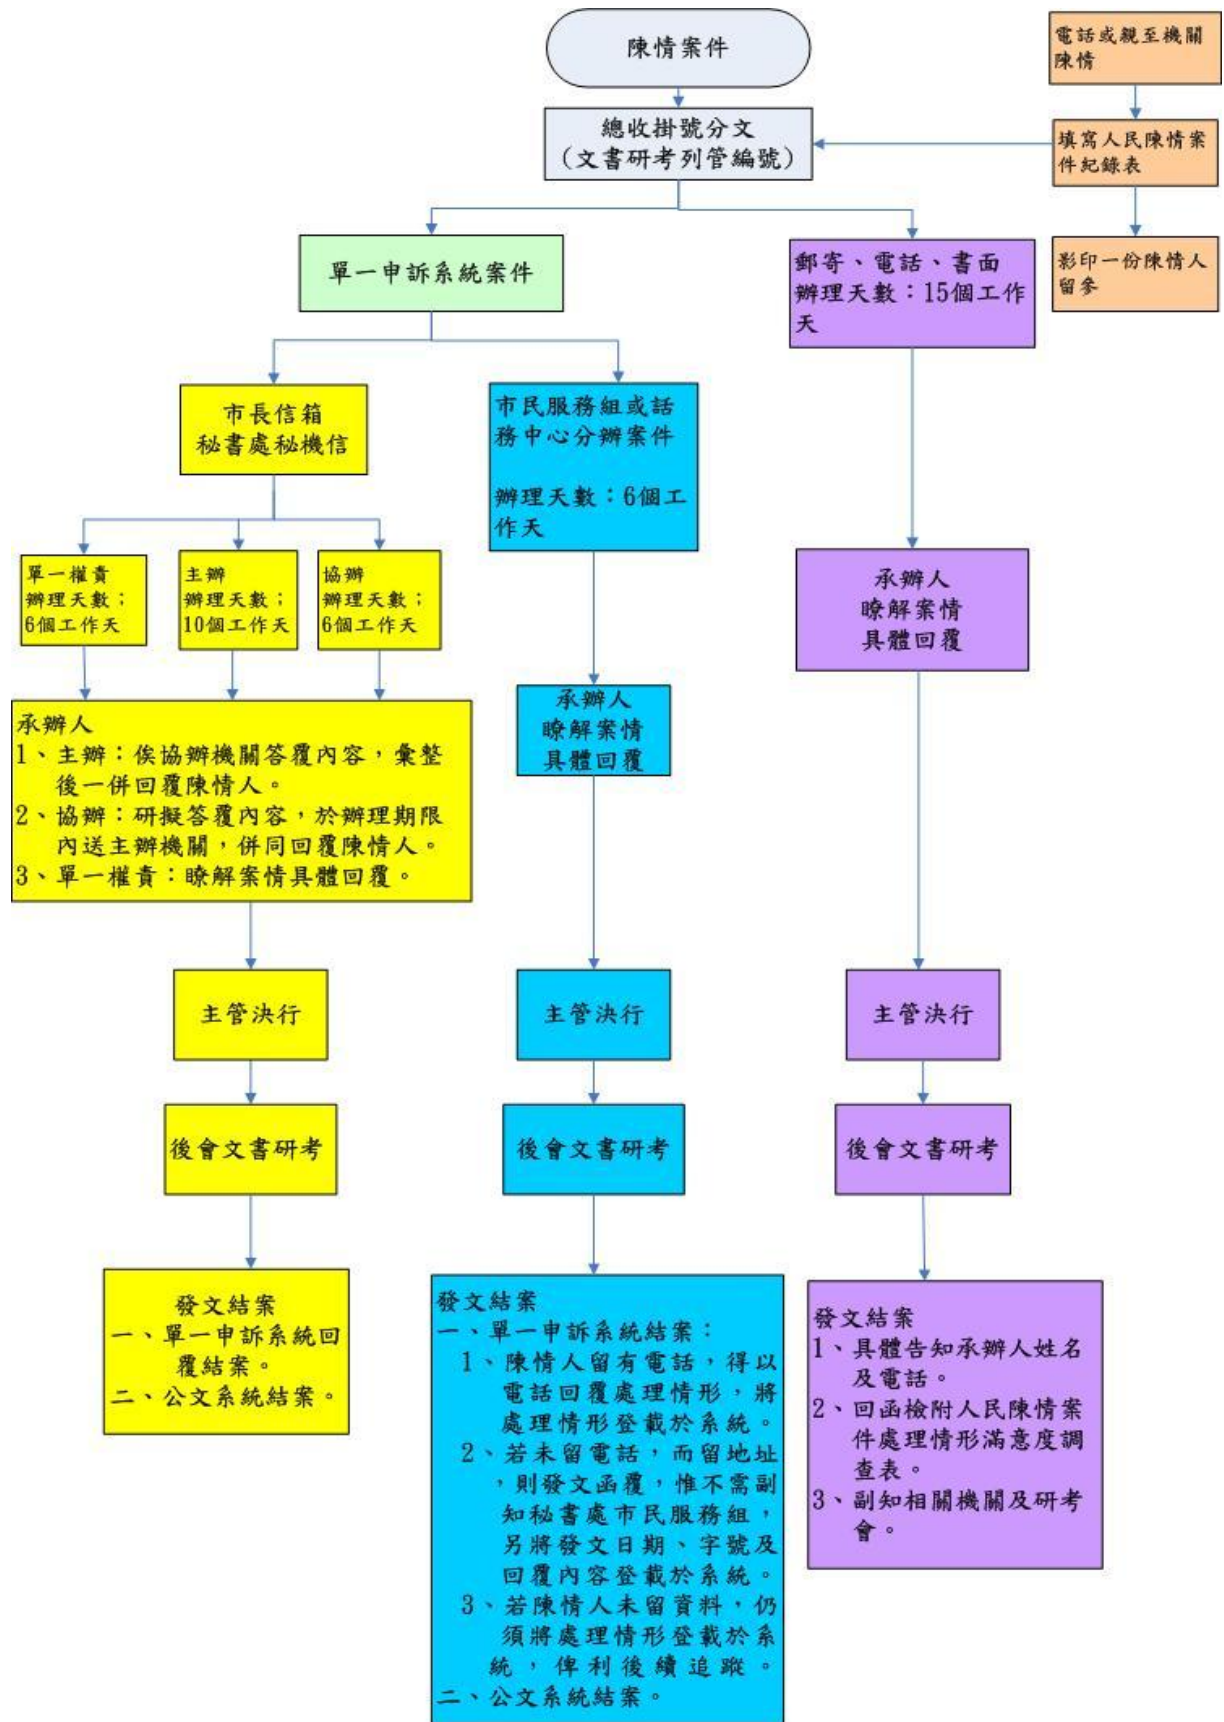 陳情案件
電話或親至機關
陳情
總收掛號分文
(文書研考列管編號)
填寫人民陳情案
件紀錄表
影印一份陳情人
留參
單一申訴系統案件
郵寄、電話、書面
辦理天數：15個工作
天
市長信箱
秘書處秘機信
市民服務組或話
務中心分辦案件
辦理天數：6個工
作天
單一權責
辦理天數；
6個工作天
主辦
辦理天數；
10個工作天
協辦
辦理天數；
6個工作天
承辦人
瞭解案情
具體回覆
承辦人
1、主辦：俟協辦機關答覆內容，彙整
後一併回覆陳情人。
2、協辦：研擬答覆內容，於辦理期限
內送主辦機關，併同回覆陳情人。
3、單一權責：瞭解案情具體回覆。
承辦人
瞭解案情
具體回覆
主管決行
主管決行
主管決行
後會文書研考
後會文書研考
後會文書研考
發文結案
一、單一申訴系統回
覆結案。
二、公文系統結案。
發文結案
一、單一申訴系統結案：
1、陳情人留有電話，得以
電話回覆處理情形，將
處理情形登載於系統。
2、若未留電話，而留地址
，則發文函覆，惟不需副
知秘書處市民服務組，
另將發文日期、字號及
回覆內容登載於系統。
3、若陳情人未留資料，仍
須將處理情形登載於系
統，俾利後續追蹤。
二、公文系統結案。
發文結案
1、具體告知承辦人姓名
及電話。
2、回函檢附人民陳情案
件處理情形滿意度調
查表。
3、副知相關機關及研考
會。